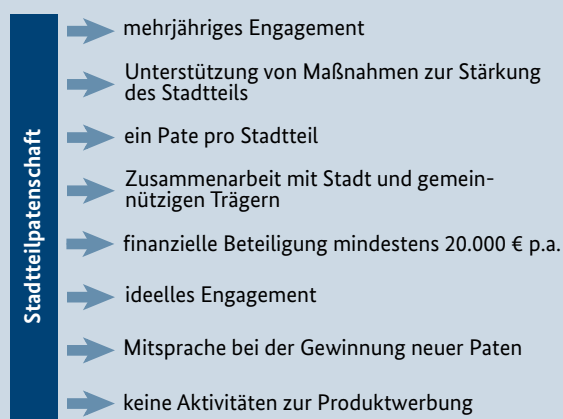 Stadtteilpatenschaft
mehrjähriges Engagement
Unterstützung von Maßnahmen zur Stärkung
des Stadtteils
ein Pate pro Stadtteil
Zusammenarbeit mit Stadt und gemein-
nützigen Trägern
finanzielle Beteiligung mindestens 20.000 € p.a.
ideelles Engagement
Mitsprache bei der Gewinnung neuer Paten
keine Aktivitäten zur Produktwerbung